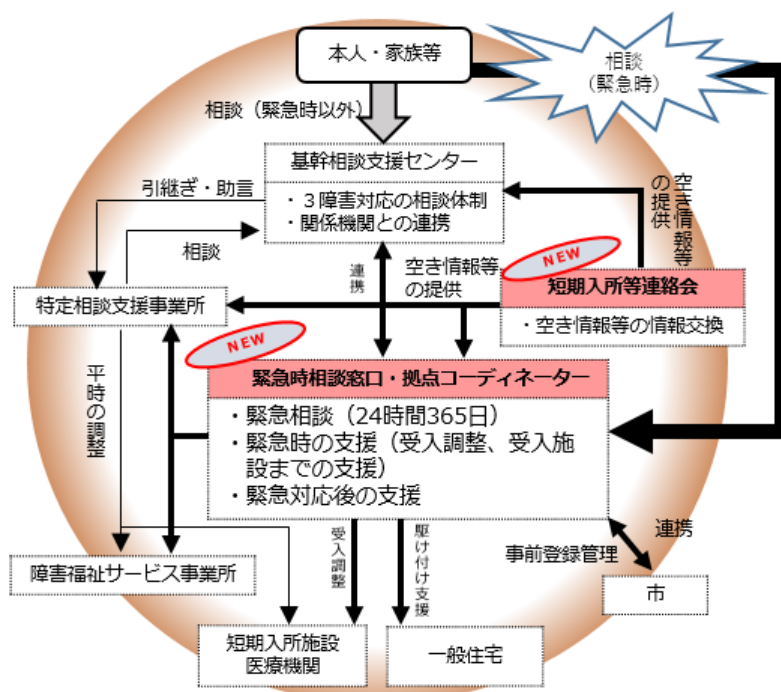 本人・家族等
相談
(緊急時)
相談（緊急時以外）
基幹相談支援センター
・３障害対応の相談体制
・関係機関との連携
引継ぎ・助言
相談
空き情報等
の提供
連携
空き情報等
の提供
NEW
短期入所等連絡会
・空き情報等の情報交換
特定相談支援事業所
NEW
緊急時相談窓口・拠点コーディネーター
・緊急相談（24時間365日）
・緊急時の支援（受入調整、受入施
設までの支援）
・緊急対応後の支援
平時の調整
受入調整
駆け付け支援
事前登録管理
連携
障害福祉サービス事業所
市
短期入所施設
医療機関
一般住宅